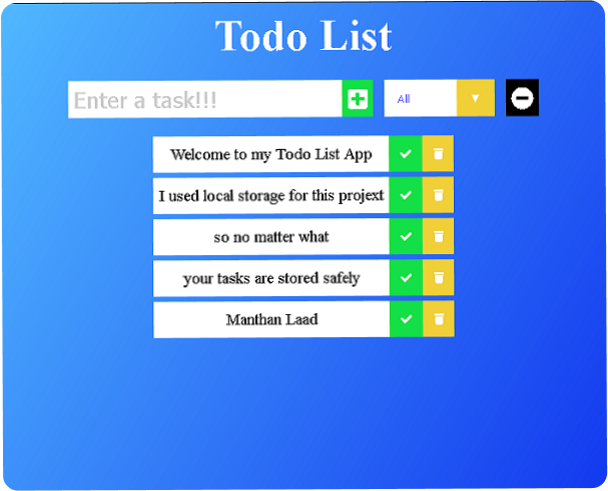 Todo List
Enter a task!!!
All
Welcome to my Todo List App
I used local storage for this projext
so no matter what
your tasks are stored safely
Manthan Laad